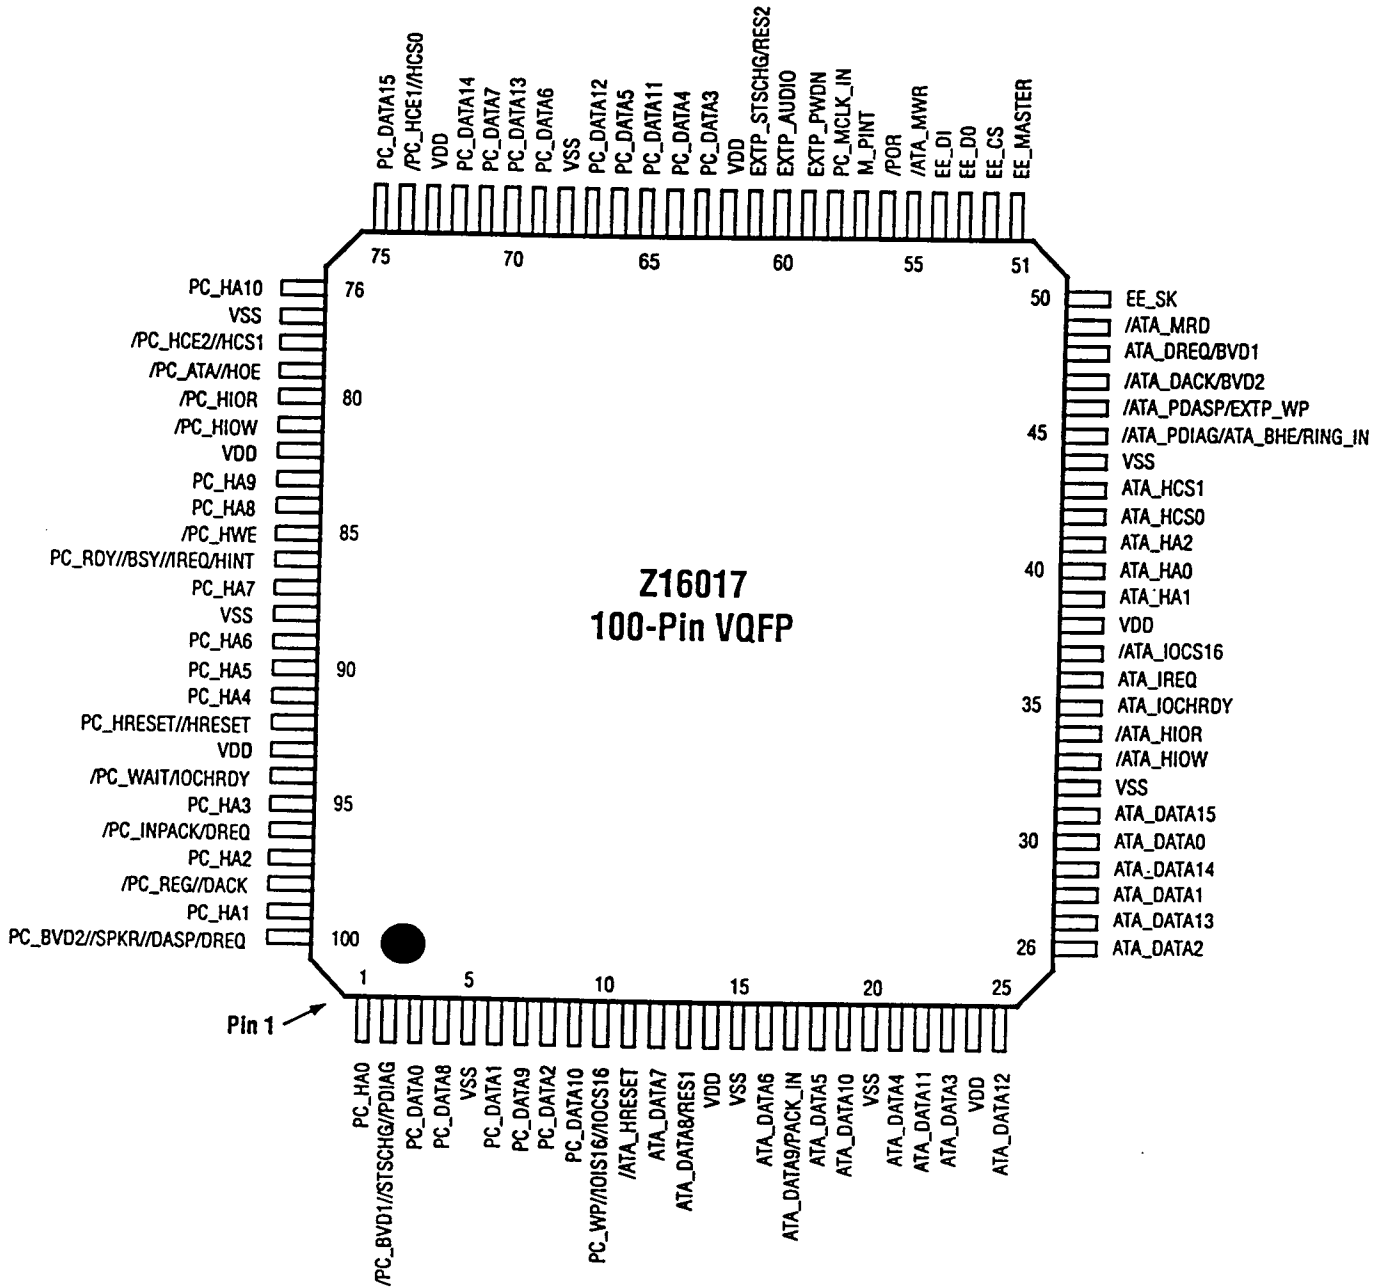 PC_DATA15
/PC_HCE1//HCS0
VDD
PC_DATA14
PC_DATA7
PC_DATA13
PC_DATA6
VSS
PC_DATA12
PC_DATA5
PC_DATA11
PC_DATA4
PC_DATA3
VDD
EXTP_STSCHG/RES2
EXTP_AUDIO
EXTP_PWDN
PC_MCLK_IN
M_PINT
/POR
/ATA_MWR
EE_DI
EE_D0
EE_CS
EE_MASTER
75
70
65
60
55
51
PC_HA10
VSS
/PC_HCE2//HCS1
/PC_ATA//HOE
/PC_HIOR
/PC_HIOW
VDD
PC_HA9
PC_HA8
/PC_HWE
PC_RDY//BSY//IREQ/HINT
PC_HA7
VSS
PC_HA6
PC_HA5
PC_HA4
PC_HRESET//HRESET
VDD
/PC_WAIT/IOCHRDY
PC_HA3
/PC_INPACK/DREQ
PC_HA2
/PC_REG//DACK
PC_HA1
PC_BVD2//SPKR//DASP/DREQ
76
80
85
90
95
100
Z16017
100-Pin VQFP
50
45
40
35
30
26
EE_SK
/ATA_MRD
ATA_DREQ/BVD1
/ATA_DACK/BVD2
/ATA_PDASP/EXTP_WP
/ATA_PDIAG/ATA_BHE/RING_IN
VSS
ATA_HCS1
ATA_HCS0
ATA_HA2
ATA_HA0
ATA_HA1
VDD
/ATA_IOCS16
ATA_IREQ
ATA_IOCHRDY
/ATA_HIOR
/ATA_HIOW
VSS
ATA_DATA15
ATA_DATA0
ATA_DATA14
ATA_DATA1
ATA_DATA13
ATA_DATA2
1
5
10
15
20
25
Pin 1
PC_HA0
/PC_BVD1//STSCHG//PDIAG
PC_DATA0
PC_DATA8
VSS
PC_DATA1
PC_DATA9
PC_DATA2
PC_DATA10
PC_WP//IOIS16//IOCS16
/ATA_HRESET
ATA_DATA7
ATA_DATA8/RES1
VDD
VSS
ATA_DATA6
ATA_DATA9/PACK_IN
ATA_DATA5
ATA_DATA10
VSS
ATA_DATA4
ATA_DATA11
ATA_DATA3
VDD
ATA_DATA12